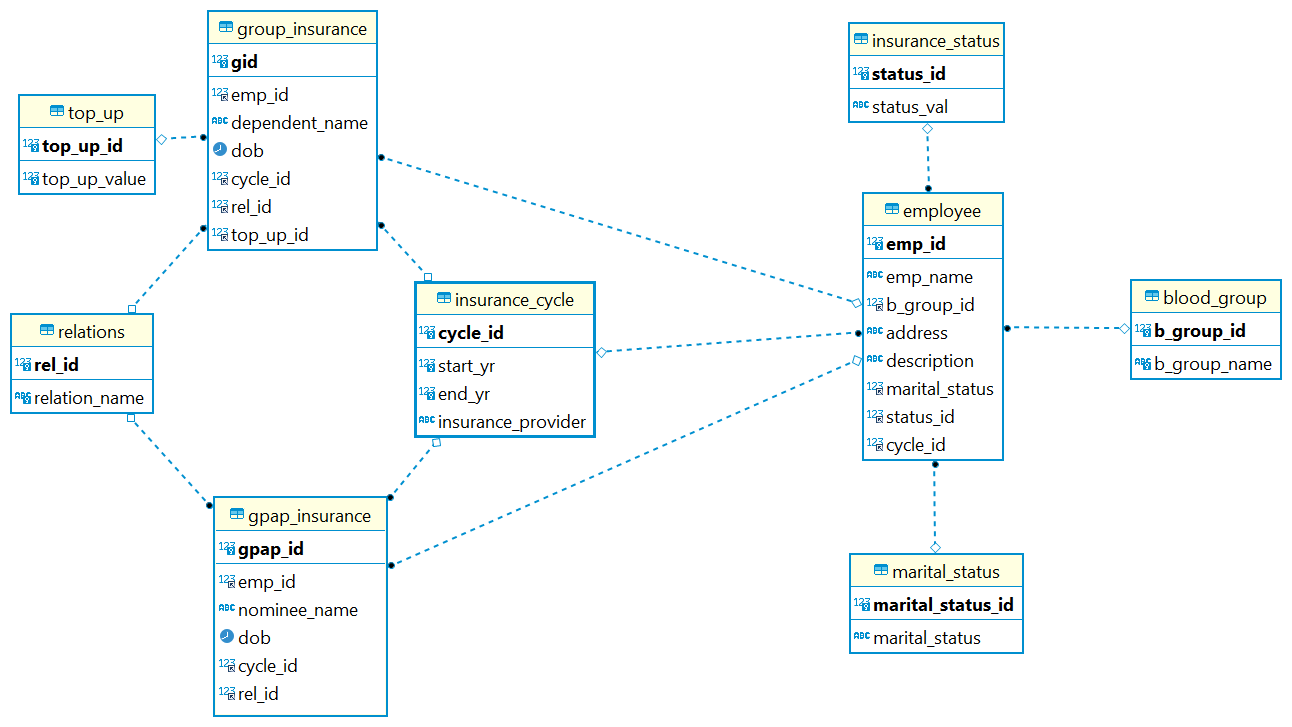 group_insurance
gid
emp_id
dependent_name
dob
cycle_id
rel_id
top_up_id
top_up
top_up_id
top_up_value
relations
rel_id
relation_name
insurance_cycle
cycle_id
start_yr
end_yr
insurance_provider
gpap_insurance
gpap_id
emp_id
nominee_name
dob
cycle_id
rel_id
insurance_status
status_id
status_val
employee
emp_id
emp_name
b_group_id
address
description
marital_status
status_id
cycle_id
blood_group
b_group_id
b_group_name
marital_status
marital_status_id
marital_status